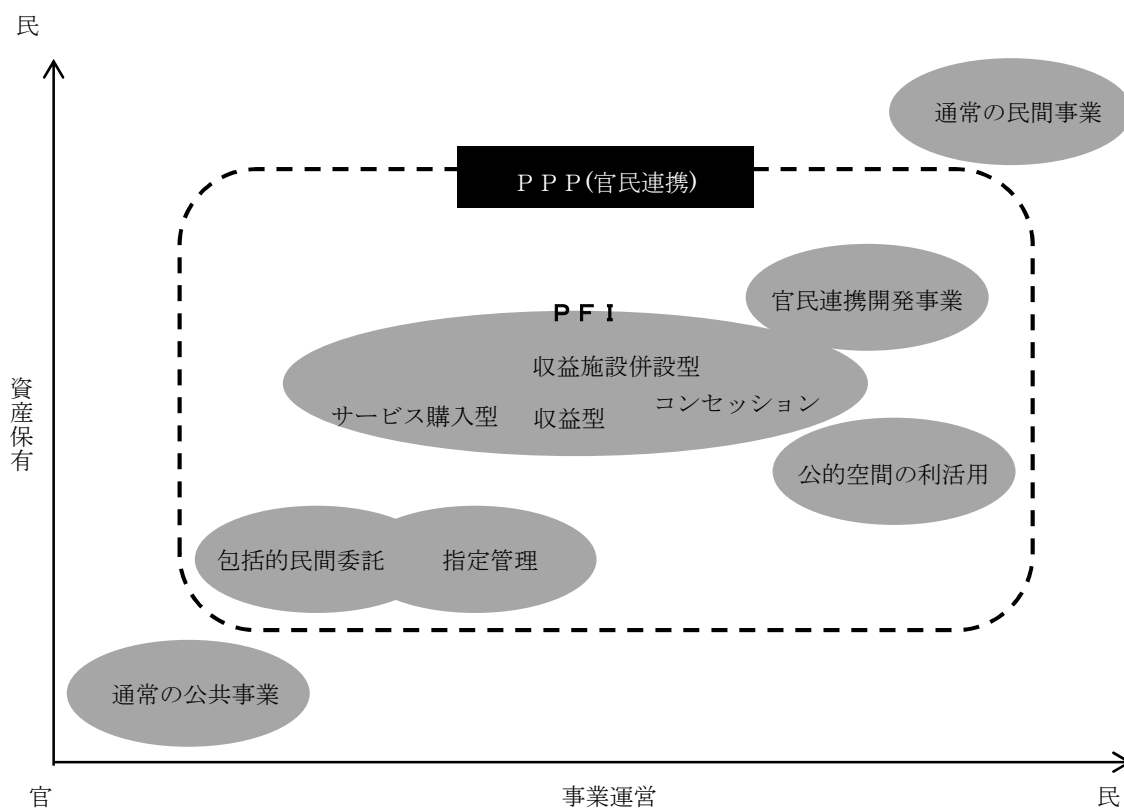 民
通常の民間事業
ＰＰＰ(官民連携)
官民連携開発事業
ＰＦＩ
収益施設併設型
コンセッション
サービス購入型
収益型
資産保有
公的空間の利活用
包括的民間委託
指定管理
通常の公共事業
官
事業運営
民